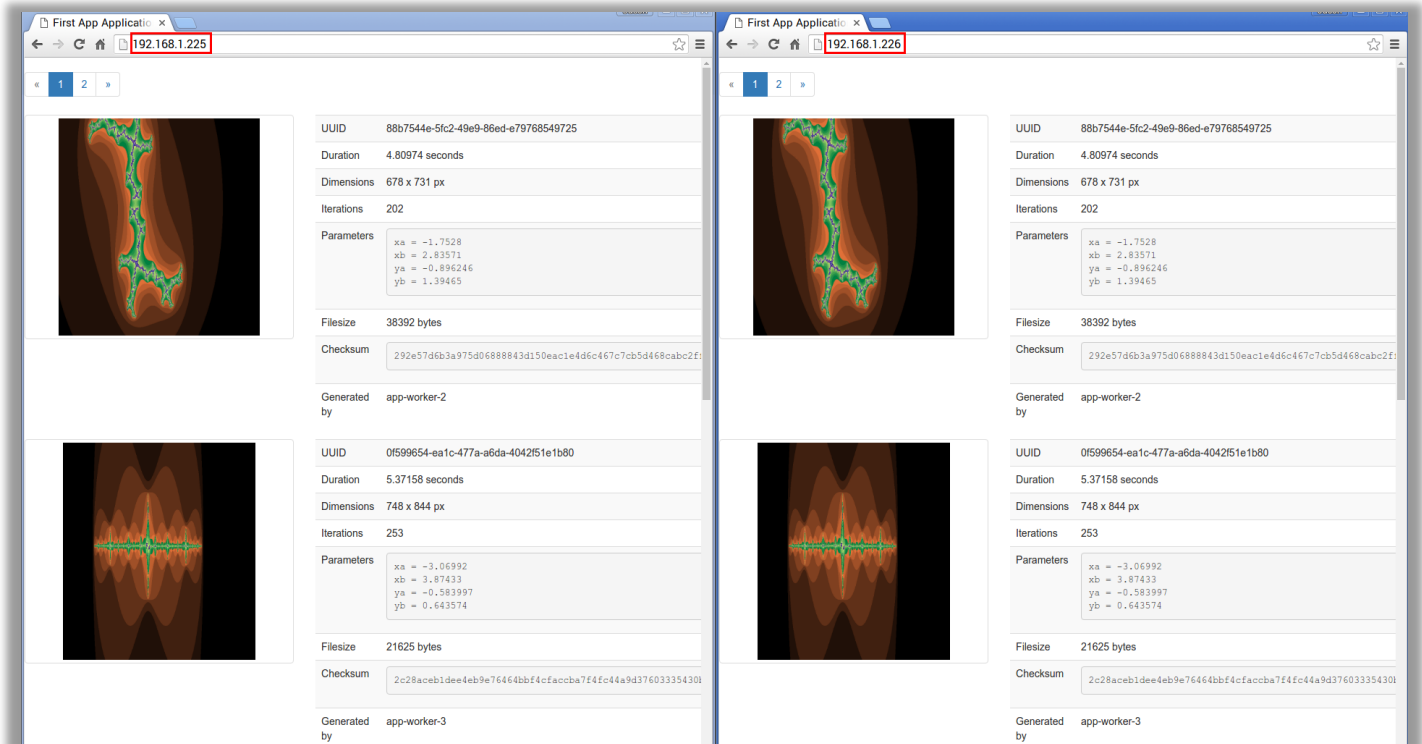 First App Applicatio
192.168.1.225
« 1 2 »
UUID 88b7544e-5fc2-49e9-86ed-e79768549725
Duration 4.80974 seconds
Dimensions 678 x 731 px
Iterations 202
Parameters
xa = -1.7528
xb = 2.83571
ya = -0.896246
yb = 1.39465
Filesize 38392 bytes
Checksum 292e57d6b3a975d06888843d150eac1e4d6c467c7cb5d468cabc2f
Generated by app-worker-2
UUID 0f599654-ea1c-477a-a6da-4042f51e1b80
Duration 5.37158 seconds
Dimensions 748 x 844 px
Iterations 253
Parameters
xa = -3.06992
xb = 3.87433
ya = -0.583997
yb = 0.643574
Filesize 21625 bytes
Checksum 2c28aceb1dee4eb9e76464bbf4cfaccba7f4fc44a9d37603335430
Generated by app-worker-3
First App Applicatio
192.168.1.226
« 1 2 »
UUID 88b7544e-5fc2-49e9-86ed-e79768549725
Duration 4.80974 seconds
Dimensions 678 x 731 px
Iterations 202
Parameters
xa = -1.7528
xb = 2.83571
ya = -0.896246
yb = 1.39465
Filesize 38392 bytes
Checksum 292e57d6b3a975d06888843d150eac1e4d6c467c7cb5d468cabc2f
Generated by app-worker-2
UUID 0f599654-ea1c-477a-a6da-4042f51e1b80
Duration 5.37158 seconds
Dimensions 748 x 844 px
Iterations 253
Parameters
xa = -3.06992
xb = 3.87433
ya = -0.583997
yb = 0.643574
Filesize 21625 bytes
Checksum 2c28aceb1dee4eb9e76464bbf4cfaccba7f4fc44a9d37603335430
Generated by app-worker-3